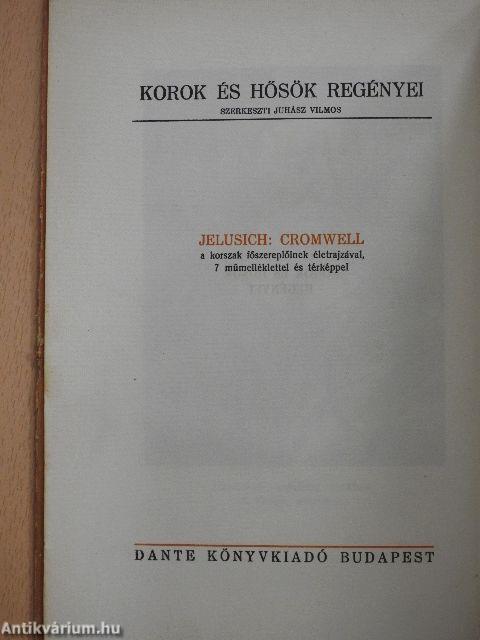 KOROK ÉS HŐSÖK REGÉNYEI
SZERKESZTI JUHÁSZ VILMOS
JELUSICH: CROMWELL
a korszak főszereplőinek életrajzával,
7 műmelléklettel és térképpel
DANTE KÖNYVKIADÓ BUDAPEST
Antikvárium.hu